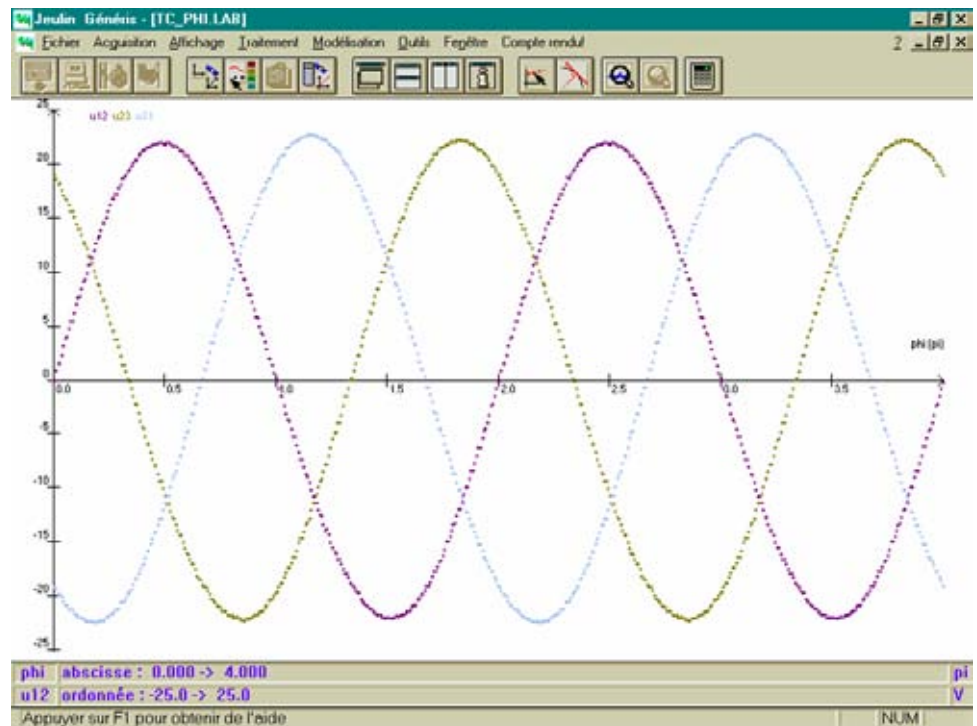 Jeulin Généris - [TC_PHI.LAB]
Fichier Acquisition Affichage Traitement Modélisation Outils Fenêtre Compte rendu! ?
25
u12 u23 u31
20
15
10
5
phi (pi)
0
0.0 0.5 1.0 1.5 2.0 2.5 3.0 3.5
-5
-10
-15
-20
-25
phi abscisse : 0.000 -> 4.000 pi
u12 ordonnée : -25.0 -> 25.0 V
Appuyer sur F1 pour obtenir de l'aide NUM